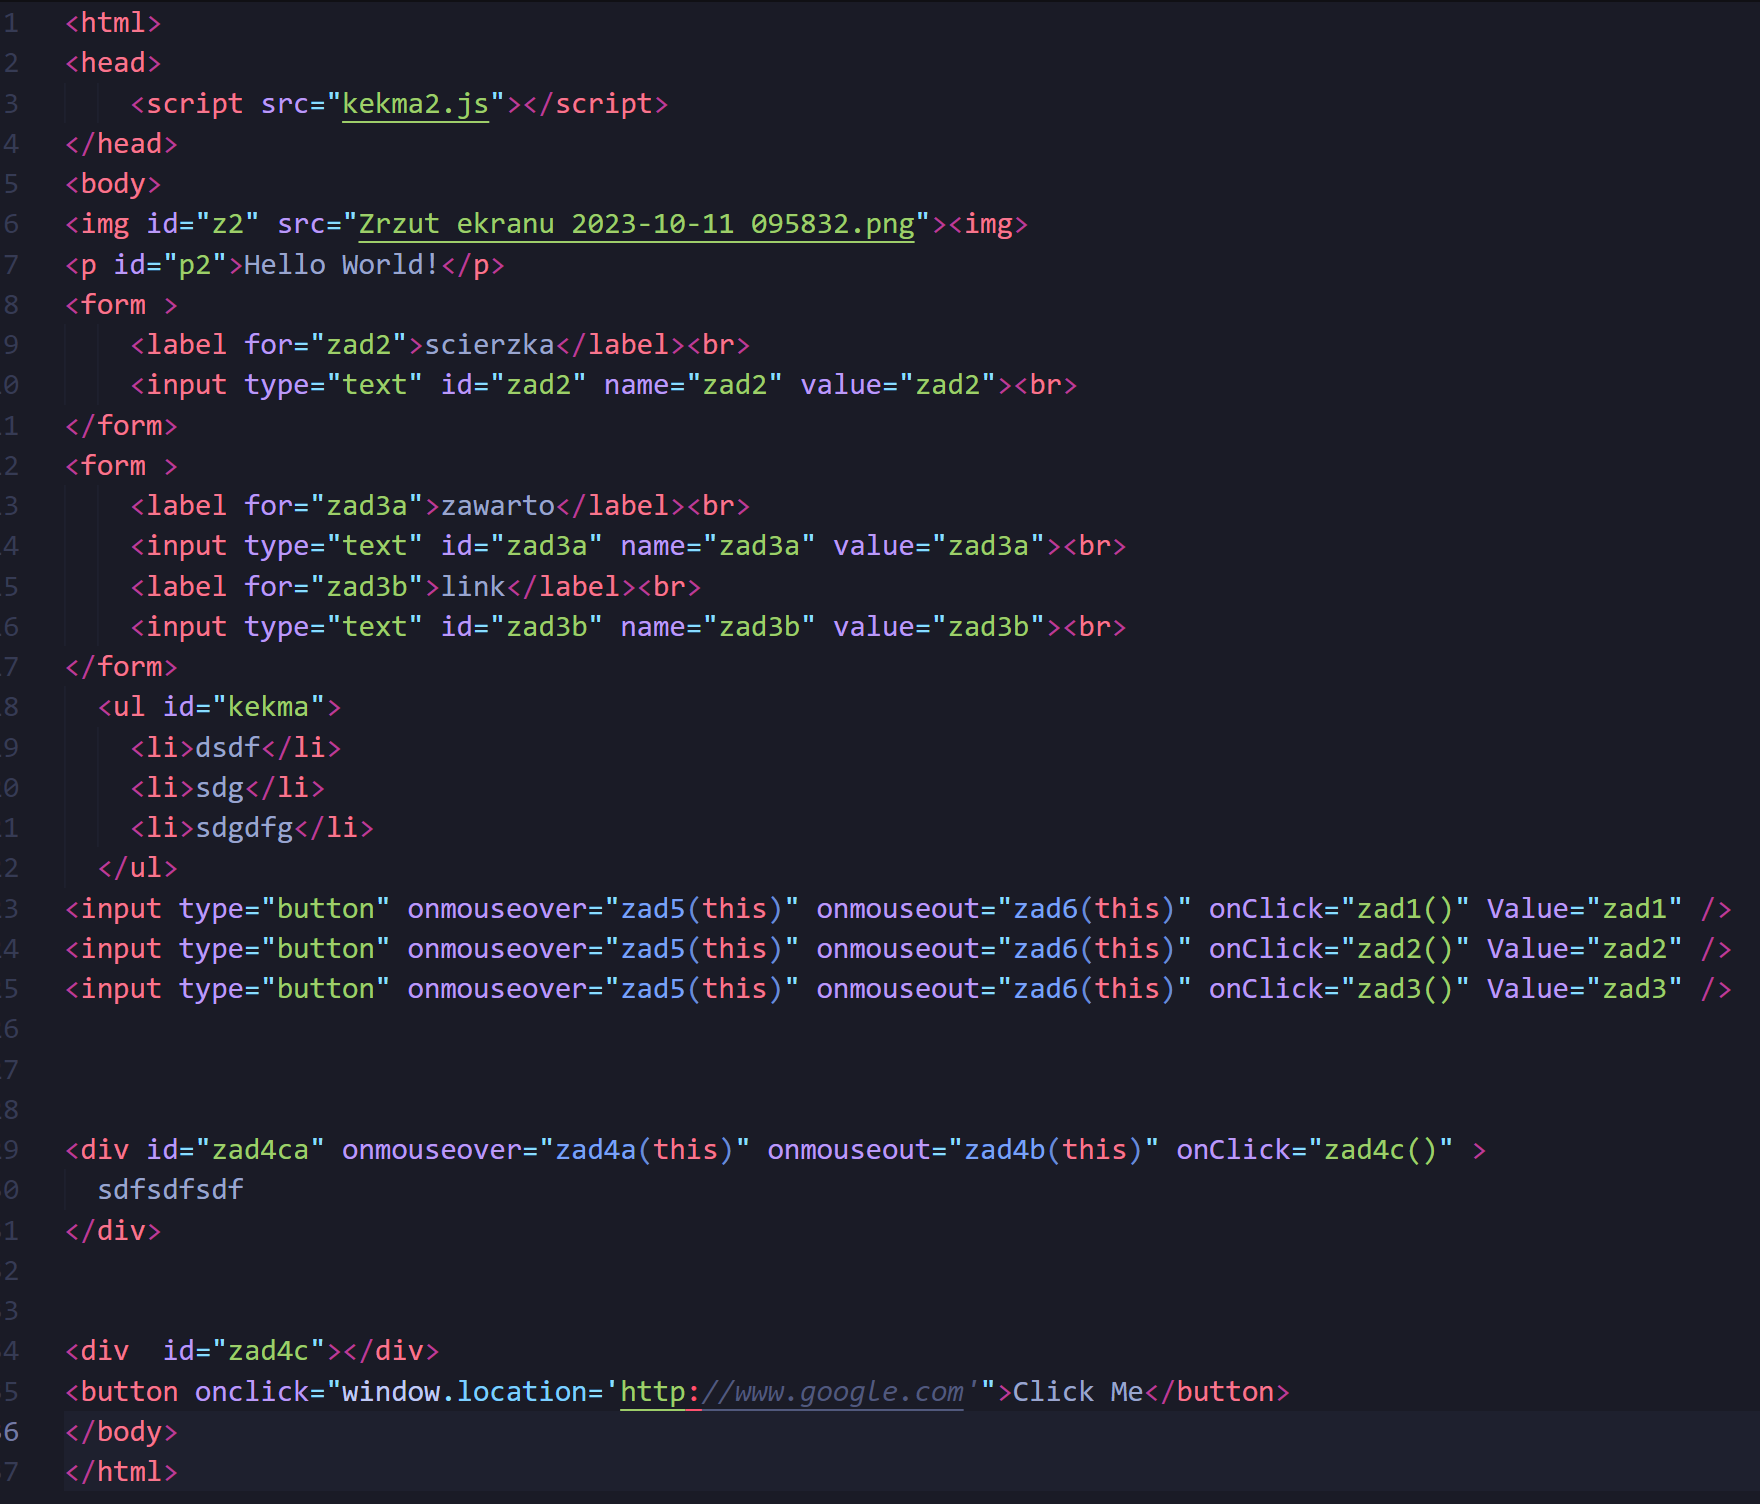 1 <html>
2 <head>
3     <script src="kekma2.js"></script>
4 </head>
5 <body>
6 <img id="z2" src="Zrzut ekranu 2023-10-11 095832.png"><img>
7 <p id="p2">Hello World!</p>
8 <form >
9     <label for="zad2">scierzka</label><br>
0     <input type="text" id="zad2" name="zad2" value="zad2"><br>
1 </form>
2 <form >
3     <label for="zad3a">zawarto</label><br>
4     <input type="text" id="zad3a" name="zad3a" value="zad3a"><br>
5     <label for="zad3b">link</label><br>
6     <input type="text" id="zad3b" name="zad3b" value="zad3b"><br>
7 </form>
8   <ul id="kekma">
9     <li>dsdf</li>
0     <li>sdg</li>
1     <li>sdgdfg</li>
2   </ul>
3 <input type="button" onmouseover="zad5(this)" onmouseout="zad6(this)" onClick="zad1()" Value="zad1" />
4 <input type="button" onmouseover="zad5(this)" onmouseout="zad6(this)" onClick="zad2()" Value="zad2" />
5 <input type="button" onmouseover="zad5(this)" onmouseout="zad6(this)" onClick="zad3()" Value="zad3" />
6
7
8
9 <div id="zad4ca" onmouseover="zad4a(this)" onmouseout="zad4b(this)" onClick="zad4c()" >
0   sdfsdfsdf
1 </div>
2
3
4 <div  id="zad4c"></div>
5 <button onclick="window.location='http://www.google.com'">Click Me</button>
6 </body>
7 </html>